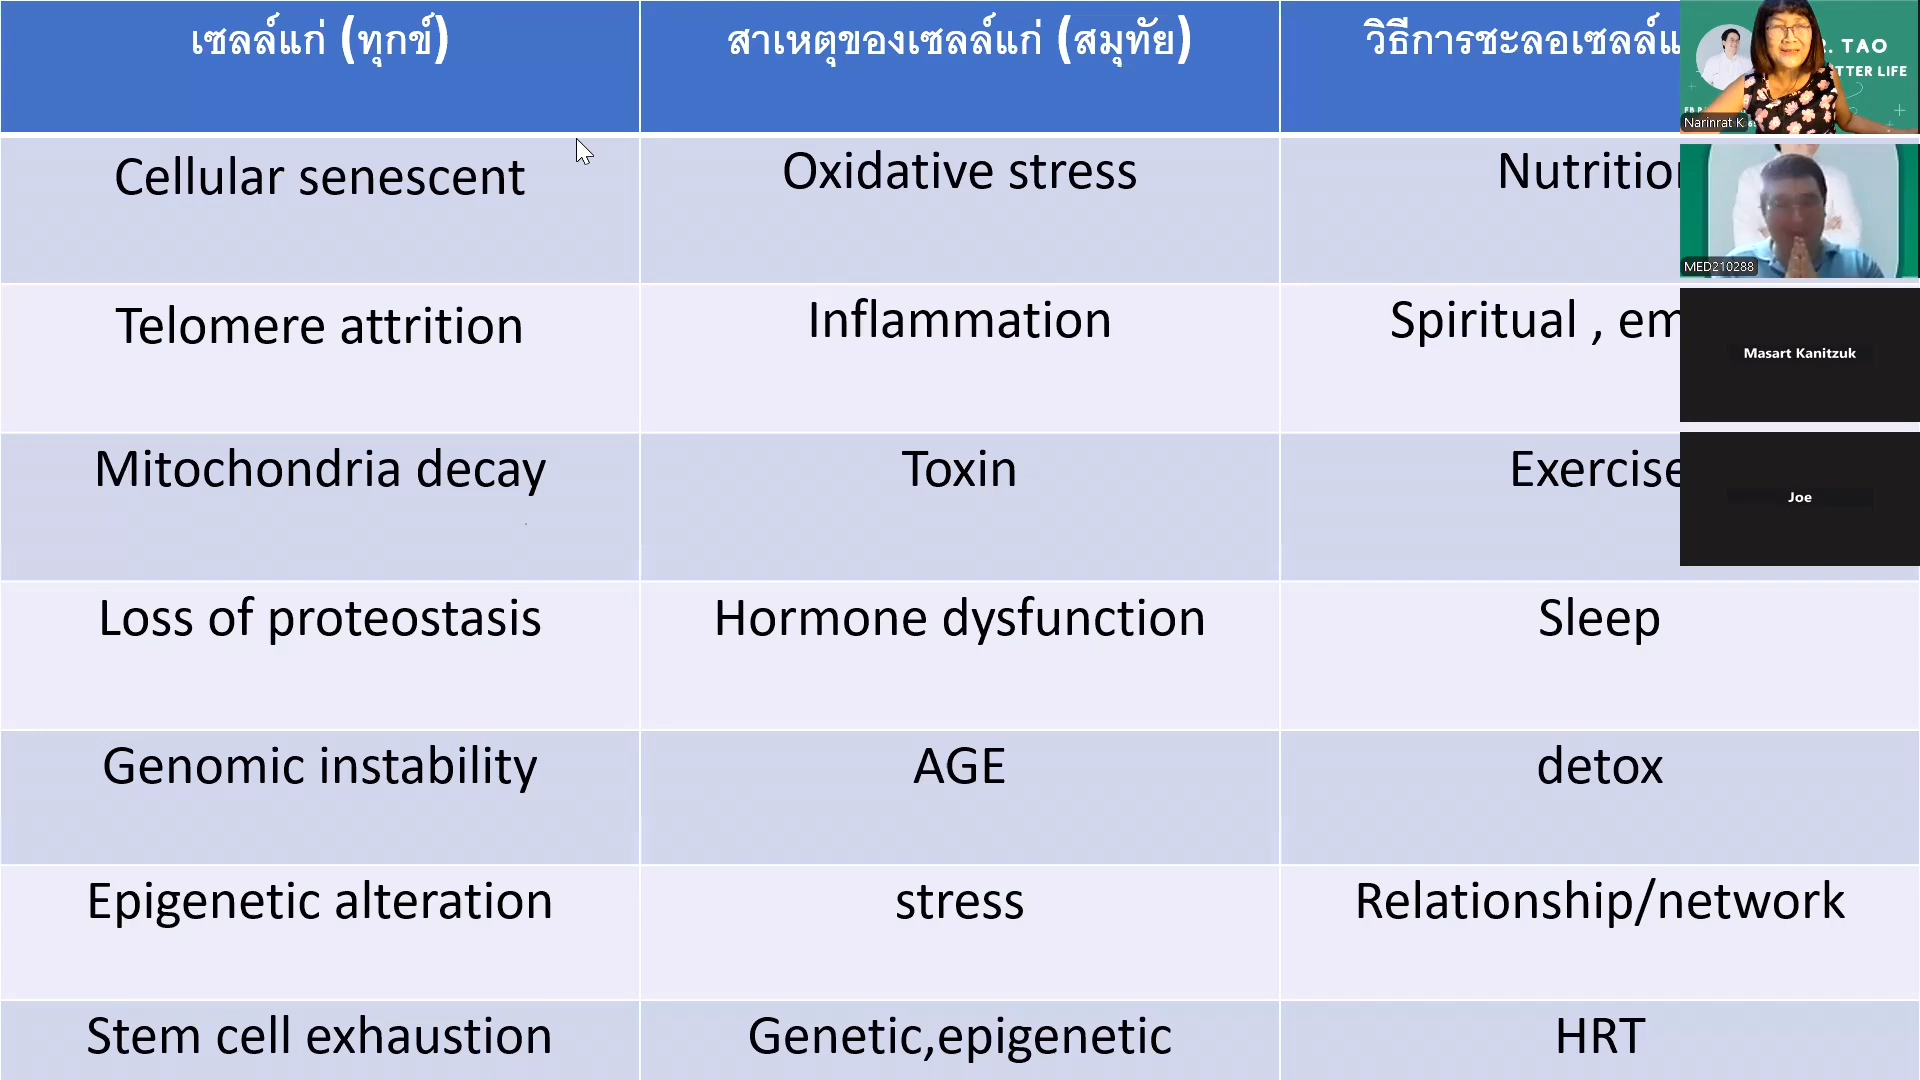 เซลล์แก่ (ทุกข์)
สาเหตุของเซลล์แก่ (สมุทัย)
วิธีการชะลอเซลล์
TAO
TTER LIFE
Narinrat K
Cellular senescent
Oxidative stress
Nutrition
MED210288
Telomere attrition
Inflammation
Spiritual , em
Masart Kanitzuk
Mitochondria decay
Toxin
Exercise
Joe
Loss of proteostasis
Hormone dysfunction
Sleep
Genomic instability
AGE
detox
Epigenetic alteration
stress
Relationship/network
Stem cell exhaustion
Genetic,epigenetic
HRT